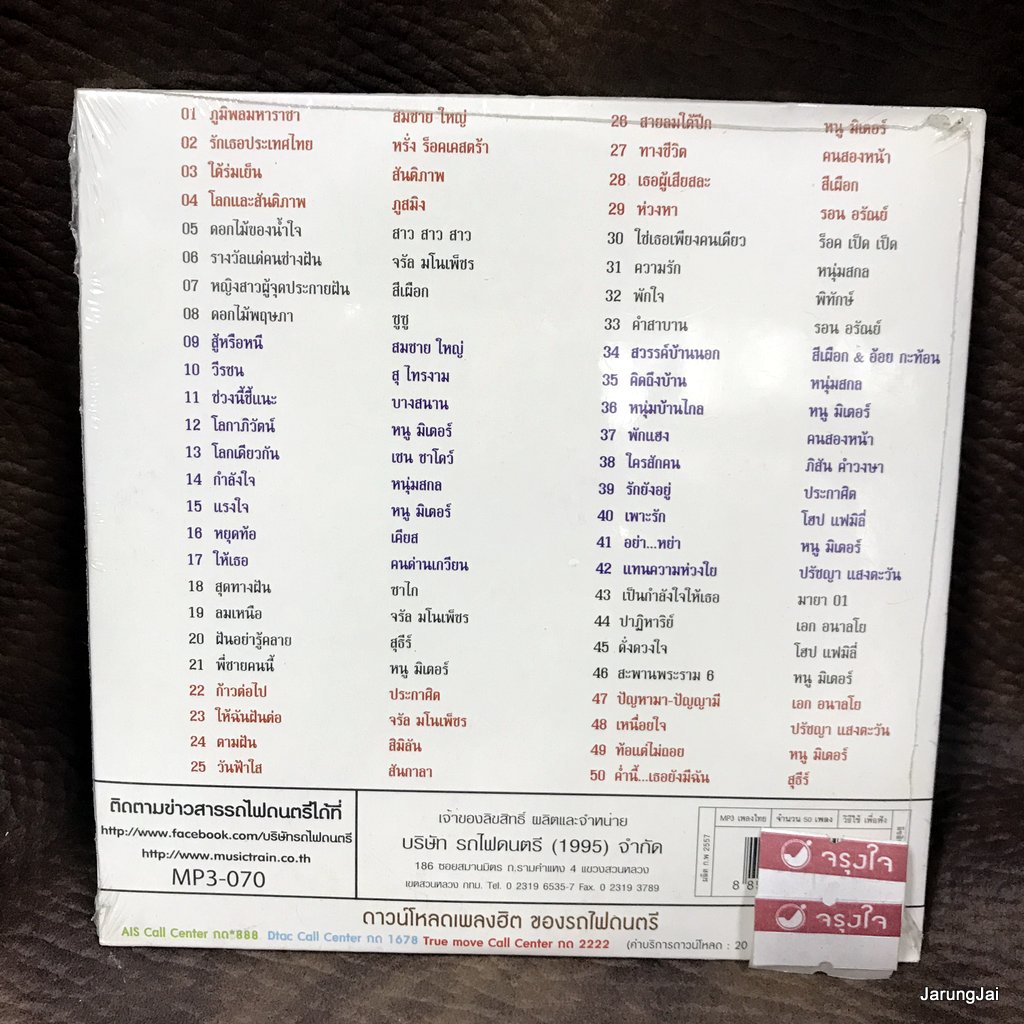 01 ภูมิพลมหาราชา สมชาย ใหญ่
02 รักเธอประเทศไทย หรั่ง ร็อคเคสตร้า
03 ใต้ร่มเย็น สันติภาพ
04 โลกและสันติภาพ ภูสมิง
05 ดอกไม้ของน้ำใจ สาว สาว สาว
06 รางวัลแด่คนช่างฝัน จรัล มโนเพ็ชร
07 หญิงสาวผู้จุดประกายฝัน สีเผือก
08 ดอกไม้พฤษภา ซูซู
09 สู้หรือหนี สมชาย ใหญ่
10 วีรชน สุ ไทรงาม
11 ช่วงนี้ชี้แนะ บางสนาน
12 โลกาภิวัตน์ หนู มิเตอร์
13 โลกเดียวกัน เชน ชาโดว์
14 กำลังใจ หนุ่มสกล
15 แรงใจ หนู มิเตอร์
16 หยุดท้อ เคียส
17 ให้เธอ คนด่านเกวียน
18 สุดทางฝัน ซาไก
19 ลมเหนือ จรัล มโนเพ็ชร
20 ฝันอย่ารู้คลาย สุธีร์
21 พี่ชายคนนี้ หนู มิเตอร์
22 ก้าวต่อไป ประกาศิต
23 ให้ฉันฝันต่อ จรัล มโนเพ็ชร
24 ตามฝัน สิมิลัน
25 วันฟ้าใส สันกาลา
26 สายลมใต้ปีก หนู มิเตอร์
27 ทางชีวิต คนสองหน้า
28 เธอผู้เสียสละ สีเผือก
29 ห่วงหา รอน อรัณย์
30 ใช่เธอเพียงคนเดียว ร็อค เป็ด เป็ด
31 ความรัก หนุ่มสกล
32 พักใจ พิทักษ์
33 คำสาบาน รอน อรัณย์
34 สวรรค์บ้านนอก สีเผือก & อ้อย กะท้อน
35 คิดถึงบ้าน หนุ่มสกล
36 หนุ่มบ้านไกล หนู มิเตอร์
37 พักแฮง คนสองหน้า
38 ใครสักคน ภิสัน คำวงษา
39 รักยังอยู่ ประกาศิต
40 เพาะรัก โฮป แฟมิลี่
41 อย่า...หย่า หนู มิเตอร์
42 แทนความห่วงใย ปรัชญา แสงตะวัน
43 เป็นกำลังใจให้เธอ มายา 01
44 ปาฏิหาริย์ เอก อนาลโย
45 ดั่งดวงใจ โฮป แฟมิลี่
46 สะพานพระราม 6 หนู มิเตอร์
47 ปัญหามา-ปัญญามี เอก อนาลโย
48 เหนื่อยใจ ปรัชญา แสงตะวัน
49 ท้อแต่ไม่ถอย หนู มิเตอร์
50 ค่ำนี้...เธอยังมีฉัน สุธีร์
ติดตามข่าวสารรถไฟดนตรีได้ที่
http://www.facebook.com/บริษัทรถไฟดนตรี
http://www.musictrain.co.th
MP3-070
เจ้าของลิขสิทธิ์ ผลิตและจำหน่าย
บริษัท รถไฟดนตรี (1995) จำกัด
186 ซอยสมานมิตร ถ.รามคำแหง 4 แขวงสวนหลวง
เขตสวนหลวง กทม. Tel. 0 2319 6535-7 Fax. 0 2319 3789
ผลิต ก.พ 2557
MP3 เพลงไทย จำนวน 50 เพลง วิธีใช้ เพื่อฟัง
จรุงใจ
จรุงใจ
ดาวน์โหลดเพลงฮิต ของรถไฟดนตรี
AIS Call Center กด*888 Dtac Call Center กด 1678 True move Call Center กด 2222 (ค่าบริการดาวน์โหลด : 20
JarungJai